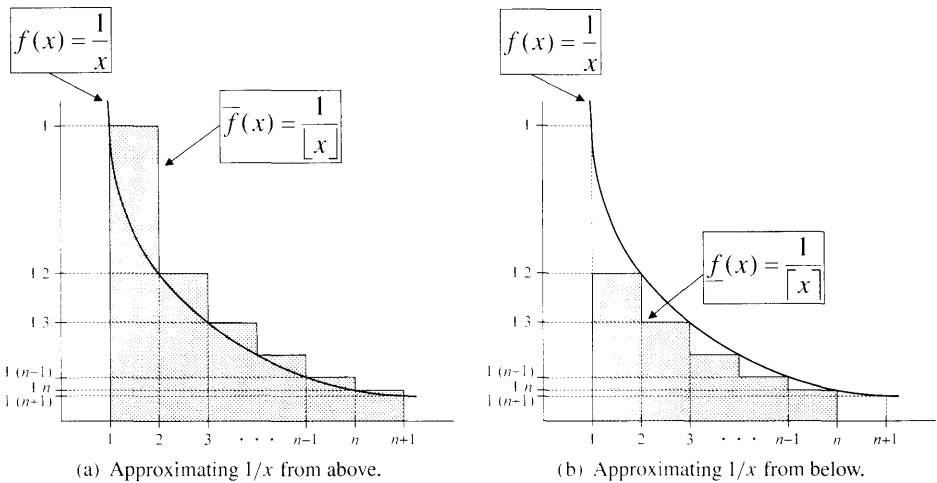 f(x) = 1/x
f̅(x) = 1/⌊x⌋
1
1/2
1/3
1/(n−1)
1/n
1/(n+1)
1 2 3 · · · n−1 n n+1
(a) Approximating 1/x from above.
f(x) = 1/x
f̲(x) = 1/⌈x⌉
1
1/2
1/3
1/(n−1)
1/n
1/(n+1)
1 2 3 · · · n−1 n n+1
(b) Approximating 1/x from below.